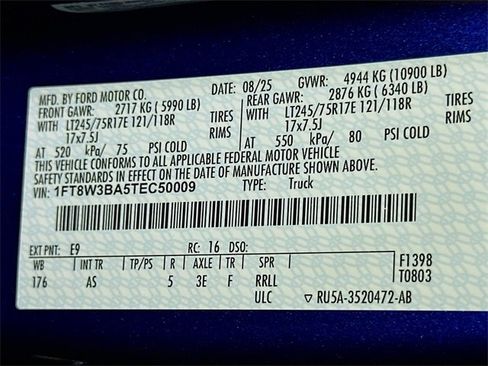 MFD. BY FORD MOTOR CO. DATE: 08/25 GVWR: 4944 KG (10900 LB)
FRONT GAWR: 2717 KG ( 5990 LB) REAR GAWR: 2876 KG ( 6340 LB)
WITH LT245/75R17E 121/118R TIRES WITH LT245/75R17E 121/118R TIRES
17x7.5J RIMS 17x7.5J RIMS
AT 520 kPa/ 75 PSI COLD AT 550 kPa/ 80 PSI COLD
THIS VEHICLE CONFORMS TO ALL APPLICABLE FEDERAL MOTOR VEHICLE
SAFETY STANDARDS IN EFFECT ON THE DATE OF MANUFACTURE SHOWN ABOVE.
VIN: 1FT8W3BA5TEC50009 TYPE: Truck
EXT PNT: E9 RC: 16 DSO:
WB INT TR TP/PS R AXLE TR SPR F1398
176 AS 5 3E F RRLL T0803
ULC ▽ RU5A-3520472-AB